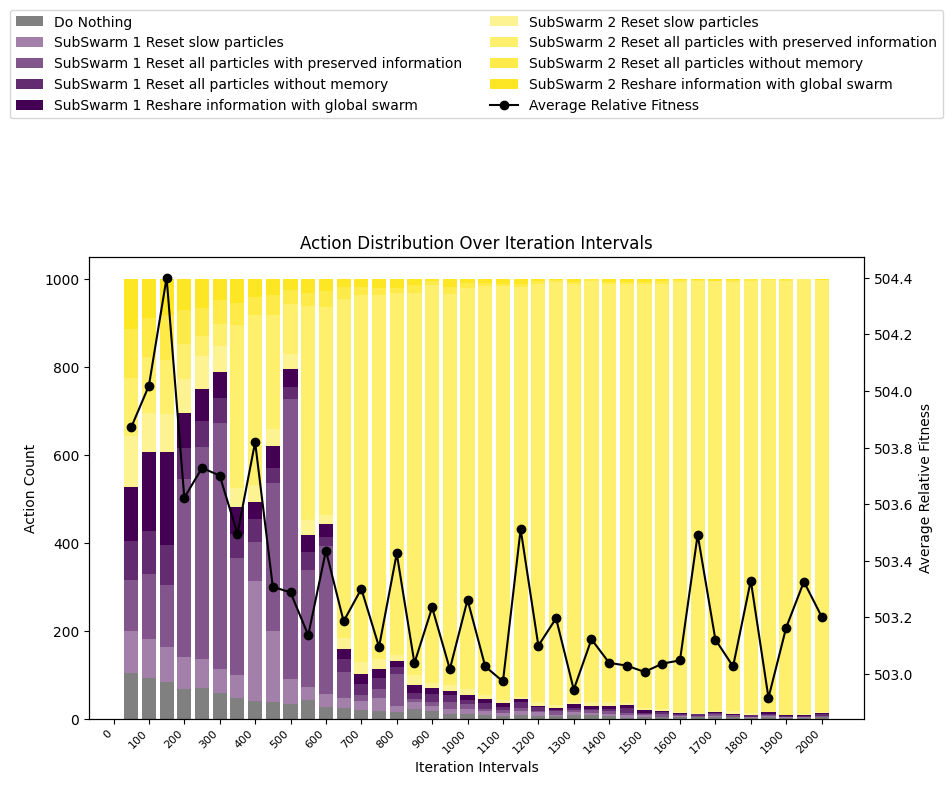 Do Nothing
SubSwarm 1 Reset slow particles
SubSwarm 1 Reset all particles with preserved information
SubSwarm 1 Reset all particles without memory
SubSwarm 1 Reshare information with global swarm
SubSwarm 2 Reset slow particles
SubSwarm 2 Reset all particles with preserved information
SubSwarm 2 Reset all particles without memory
SubSwarm 2 Reshare information with global swarm
Average Relative Fitness
Action Distribution Over Iteration Intervals
Action Count
1000
800
600
400
200
0
504.4
504.2
504.0
503.8
503.6
503.4
503.2
503.0
Average Relative Fitness
0 100 200 300 400 500 600 700 800 900 1000 1100 1200 1300 1400 1500 1600 1700 1800 1900 2000
Iteration Intervals